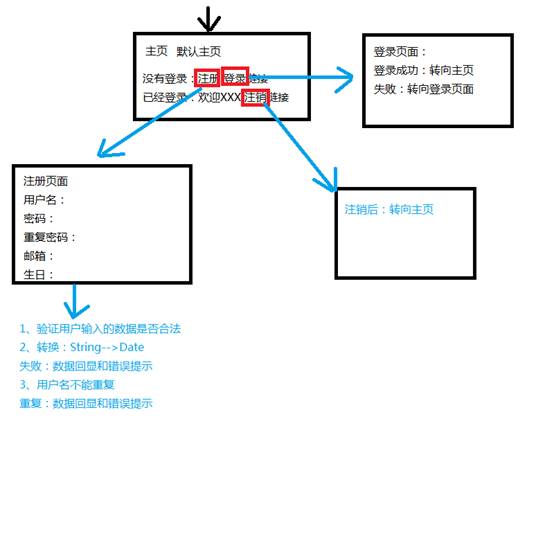 主页 默认主页
没有登录：注册 登录链接
已经登录：欢迎XXX 注销链接
登录页面：
登录成功：转向主页
失败：转向登录页面
注册页面
用户名：
密码：
重复密码：
邮箱：
生日：
注销后：转向主页
1、验证用户输入的数据是否合法
2、转换：String-->Date
失败：数据回显和错误提示
3、用户名不能重复
重复：数据回显和错误提示